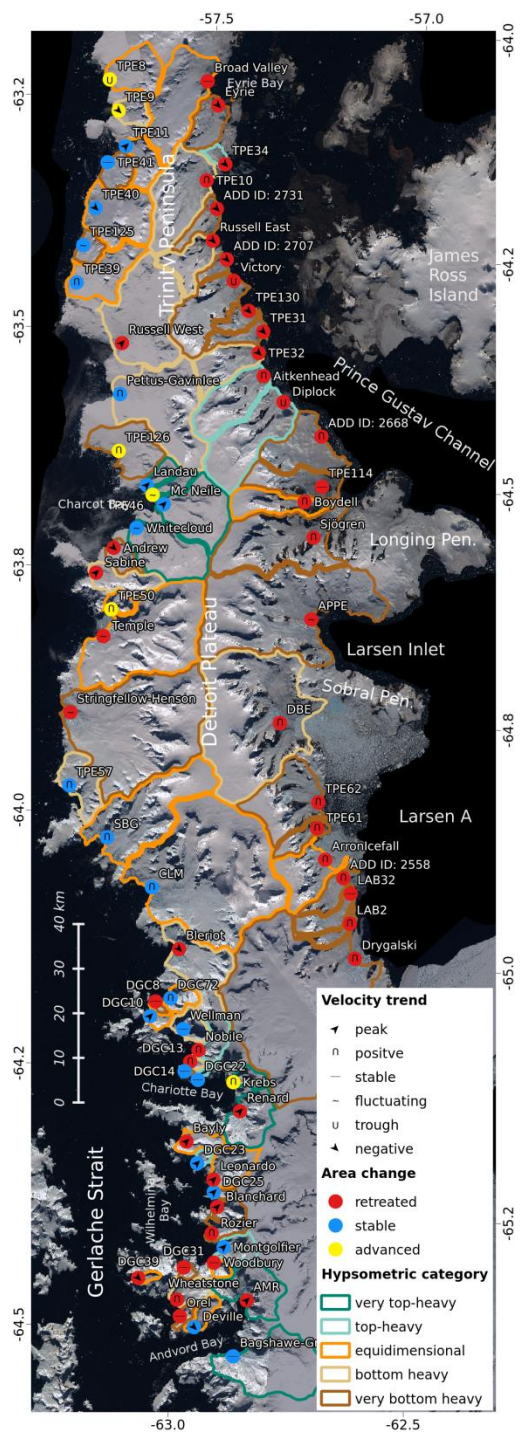 -57.5
-57.0
-64.0
-63.2
TPE8
Broad Valley
Eyrie Bay
TPE9
Eyrie
TPE11
TPE41
TPE34
TPE10
TPE40
ADD ID: 2731
TPE125
Russell East
ADD ID: 2707
TPE39
Victory
-64.2
Trinity Peninsula
James
Ross
Island
TPE130
-63.5
TPE31
Russell West
TPE32
Prince Gustav Channel
Aitkenhead
Pettus-GavinIce
Diplock
ADD ID: 2668
TPE126
Landau
TPE114
Mc Neile
Charcot Bay
TPE46
Boydell
-64.5
Whitecloud
Sjögren
Longing Pen.
Andrew
Sabine
-63.8
TPE50
APPE
Temple
Larsen Inlet
Detroit Plateau
Sobral Pen.
Stringfellow-Henson
DBE
-64.8
TPE57
TPE62
-64.0
SBG
TPE61
Larsen A
ArronIcefall
ADD ID: 2558
CLM
LAB32
40 km
LAB2
Bleriot
Drygalski
30
-65.0
DGC8
DGC72
DGC10
Wellman
20
DGC13
Nobile
DGC22
DGC14
-64.2
10
Charlotte Bay
Krebs
Renard
0
Bayly
DGC23
Leonardo
Wilhelmina
Bay
DGC25
Blanchard
Gerlache Strait
-65.2
Rozier
DGC31
Montgolfier
DGC39
Woodbury
Wheatstone
AMR
Orel
Deville
-64.5
Andvord Bay
Bagshawe-Gr
-63.0
-62.5
Velocity trend
peak
positve
stable
fluctuating
trough
negative
Area change
retreated
stable
advanced
Hypsometric category
very top-heavy
top-heavy
equidimensional
bottom heavy
very bottom heavy